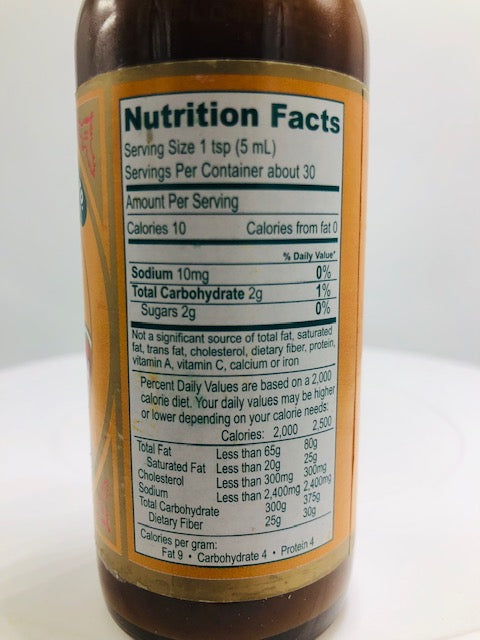 Nutrition Facts
Serving Size 1 tsp (5 mL)
Servings Per Container about 30
Amount Per Serving
Calories 10 Calories from fat 0
% Daily Value*
Sodium 10mg 0%
Total Carbohydrate 2g 1%
Sugars 2g 0%
Not a significant source of total fat, saturated
fat, trans fat, cholesterol, dietary fiber, protein,
vitamin A, vitamin C, calcium or iron
Percent Daily Values are based on a 2,000
calorie diet. Your daily values may be higher
or lower depending on your calorie needs:
Calories: 2,000 2,500
Total Fat Less than 65g 80g
Saturated Fat Less than 20g 25g
Cholesterol Less than 300mg 300mg
Sodium Less than 2,400mg 2,400mg
Total Carbohydrate 300g 375g
Dietary Fiber 25g 30g
Calories per gram:
Fat 9 • Carbohydrate 4 • Protein 4